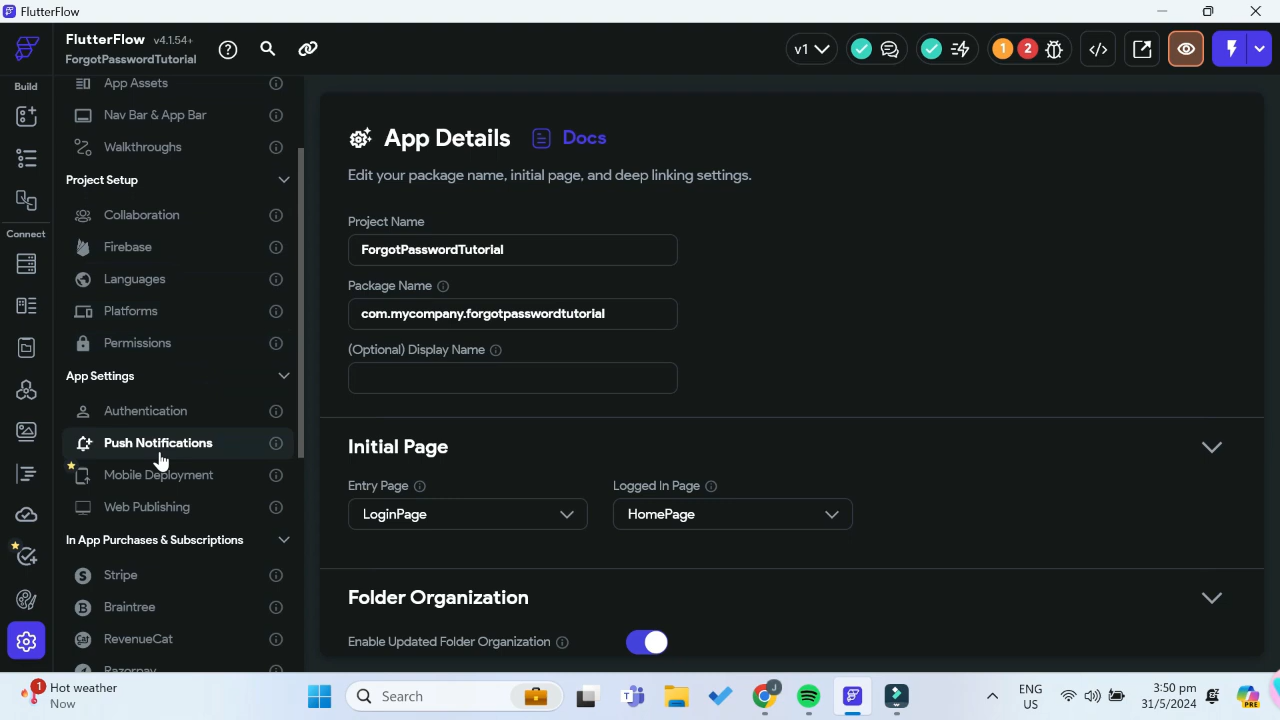 FlutterFlow
FlutterFlow v4.1.54+
ForgotPasswordTutorial
v1
1 2
Build
Connect
App Assets
Nav Bar & App Bar
Walkthroughs
Project Setup
Collaboration
Firebase
Languages
Platforms
Permissions
App Settings
Authentication
Push Notifications
Mobile Deployment
Web Publishing
In App Purchases & Subscriptions
Stripe
Braintree
RevenueCat
Razorpay
App Details Docs
Edit your package name, initial page, and deep linking settings.
Project Name
ForgotPasswordTutorial
Package Name
com.mycompany.forgotpasswordtutorial
(Optional) Display Name
Initial Page
Entry Page Logged In Page
LoginPage HomePage
Folder Organization
Enable Updated Folder Organization
1 Hot weather
Now
Search
ENG
US
3:50 pm
31/5/2024
PRE